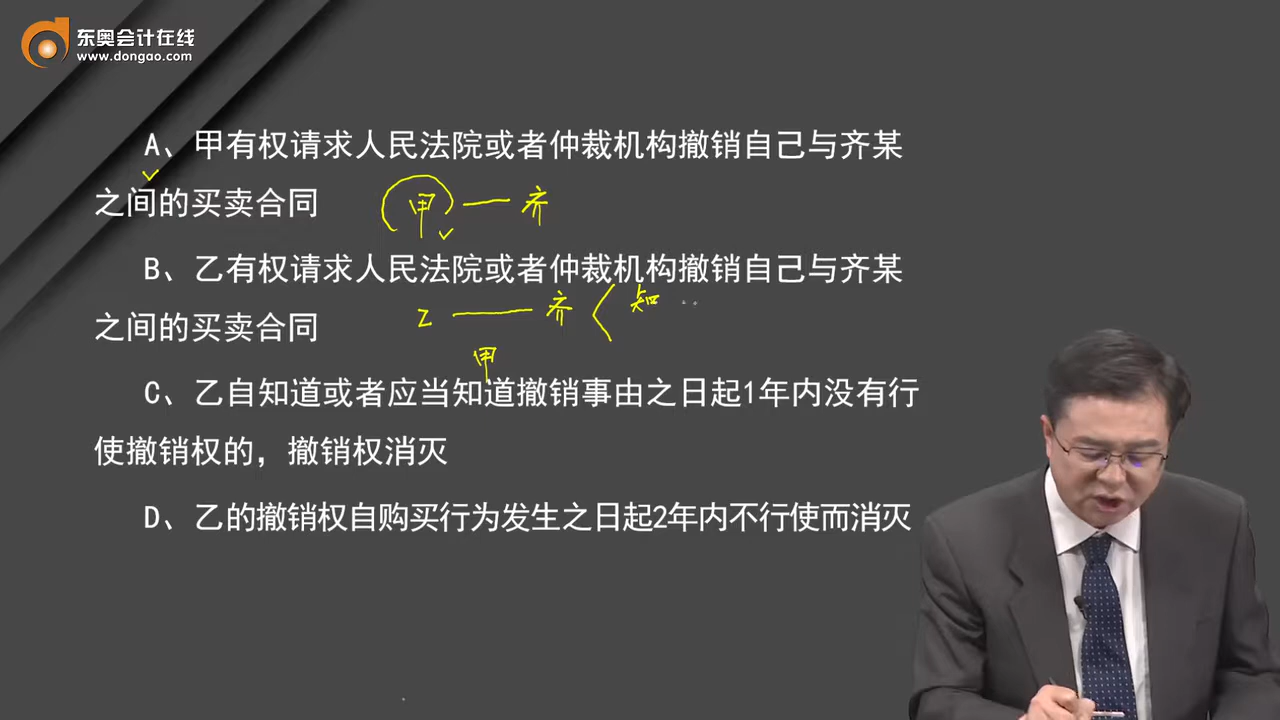 东奥会计在线
www.dongao.com
A、甲有权请求人民法院或者仲裁机构撤销自己与齐某
之间的买卖合同
甲 — 齐
B、乙有权请求人民法院或者仲裁机构撤销自己与齐某
之间的买卖合同
乙 — 齐 〈 知
甲
C、乙自知道或者应当知道撤销事由之日起1年内没有行
使撤销权的，撤销权消灭
D、乙的撤销权自购买行为发生之日起2年内不行使而消灭